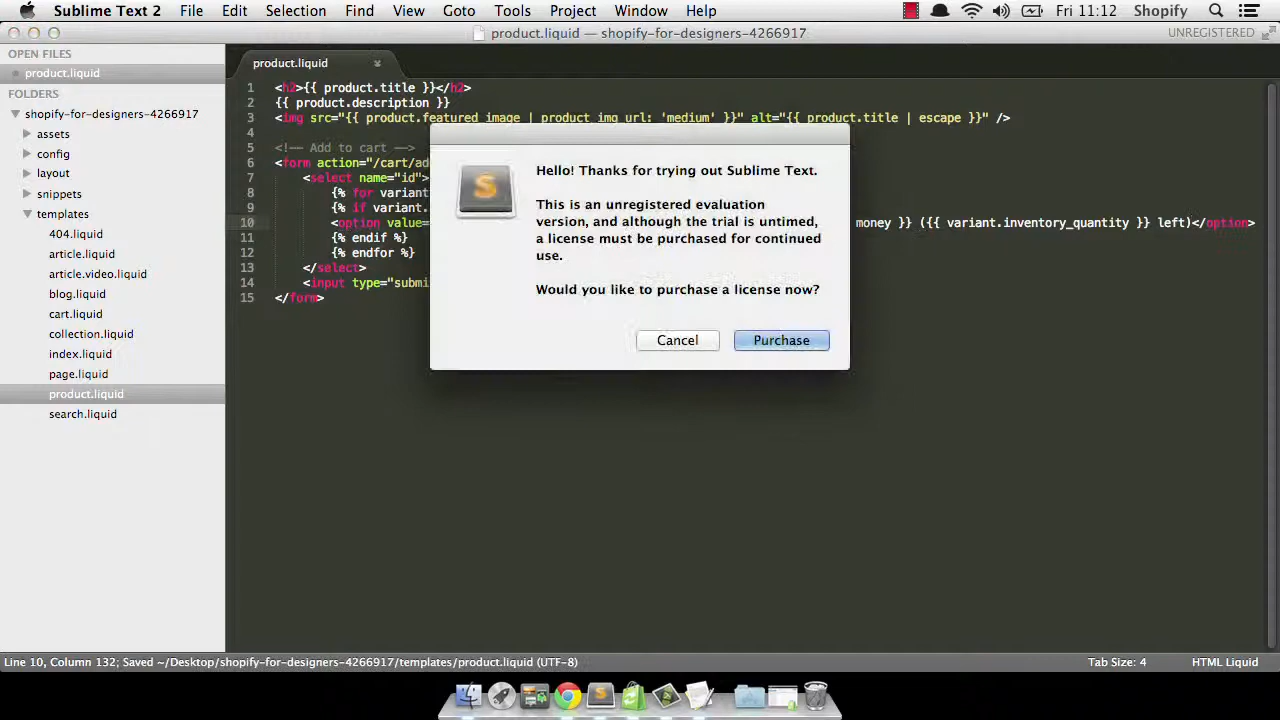 Sublime Text 2 File Edit Selection Find View Goto Tools Project Window Help Fri 11:12 Shopify
product.liquid — shopify-for-designers-4266917 UNREGISTERED
OPEN FILES
product.liquid
FOLDERS
shopify-for-designers-4266917
assets
config
layout
snippets
templates
404.liquid
article.liquid
article.video.liquid
blog.liquid
cart.liquid
collection.liquid
index.liquid
page.liquid
product.liquid
search.liquid
product.liquid
1 <h2>{{ product.title }}</h2>
2 {{ product.description }}
3 <img src="{{ product.featured_image | product_img_url: 'medium' }}" alt="{{ product.title | escape }}" />
4
5 <!-- Add to cart -->
6 <form action="/cart/ad
7 <select name="id">
8 {% for variant
9 {% if variant.
10 <option value= money }} ({{ variant.inventory_quantity }} left)</option>
11 {% endif %}
12 {% endfor %}
13 </select>
14 <input type="submi
15 </form>
Hello! Thanks for trying out Sublime Text.
This is an unregistered evaluation
version, and although the trial is untimed,
a license must be purchased for continued
use.
Would you like to purchase a license now?
Cancel Purchase
Line 10, Column 132; Saved ~/Desktop/shopify-for-designers-4266917/templates/product.liquid (UTF-8) Tab Size: 4 HTML Liquid